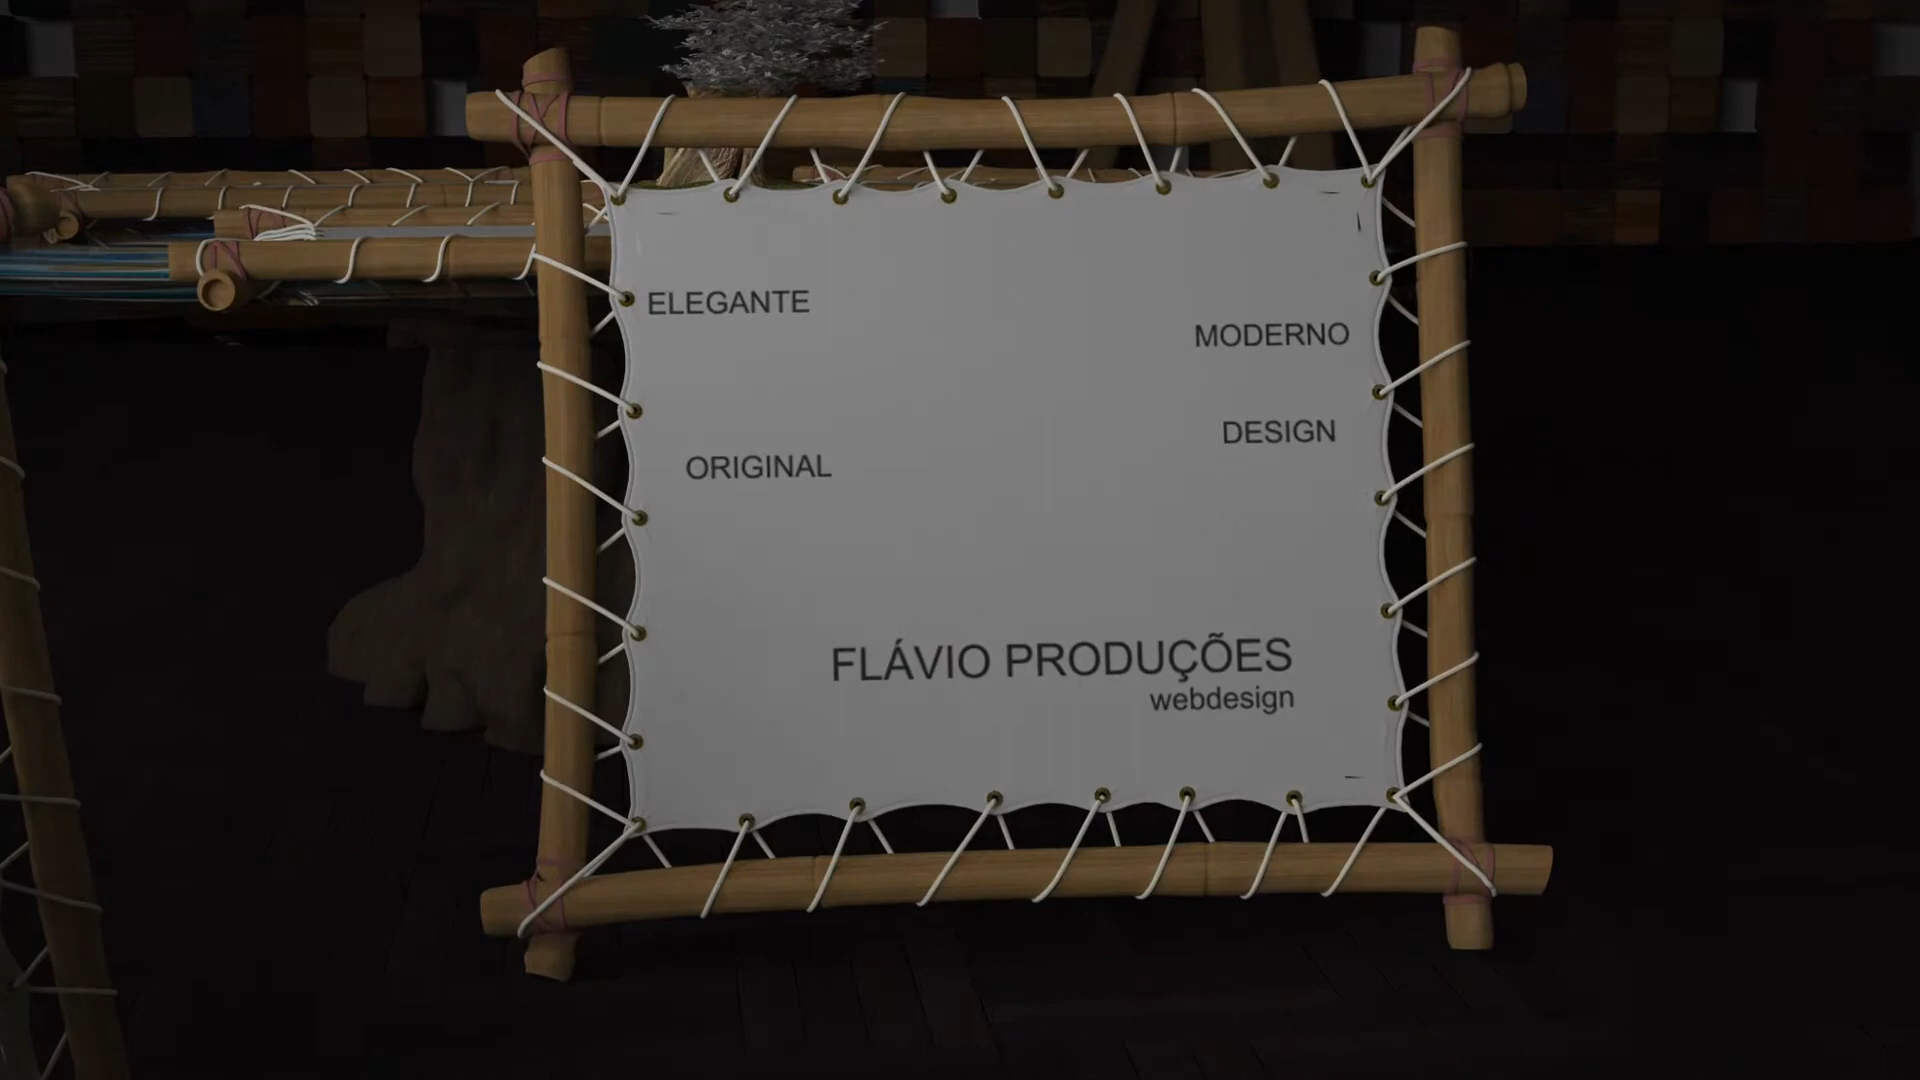 ELEGANTE
MODERNO
DESIGN
ORIGINAL
FLÁVIO PRODUÇÕES
webdesign